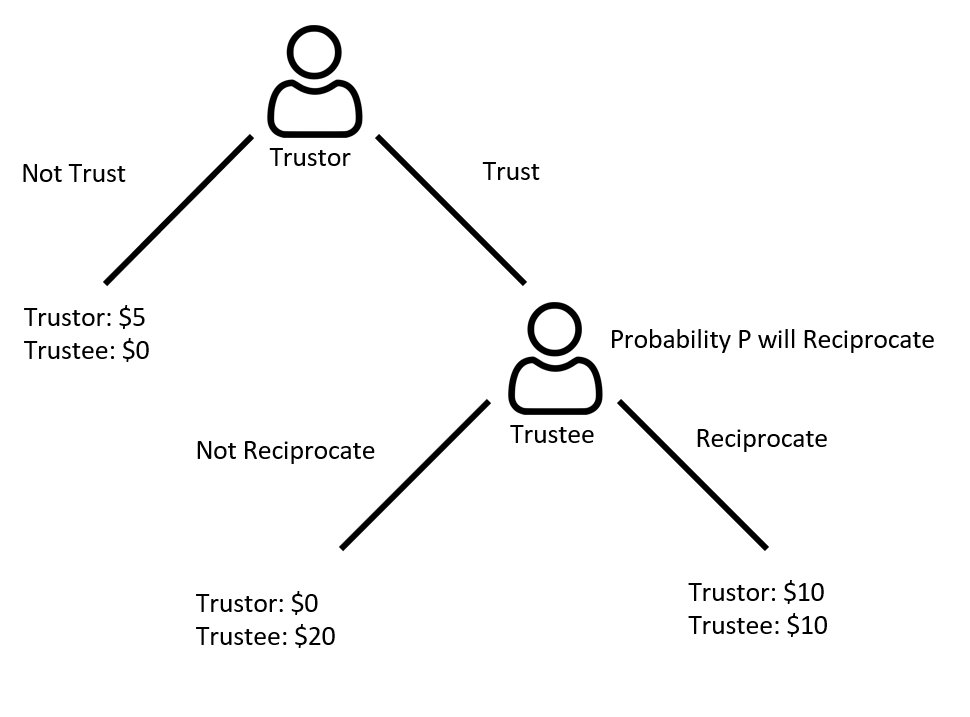 Trustor
Not Trust
Trust
Trustor: $5
Trustee: $0
Probability P will Reciprocate
Trustee
Not Reciprocate
Reciprocate
Trustor: $0
Trustee: $20
Trustor: $10
Trustee: $10